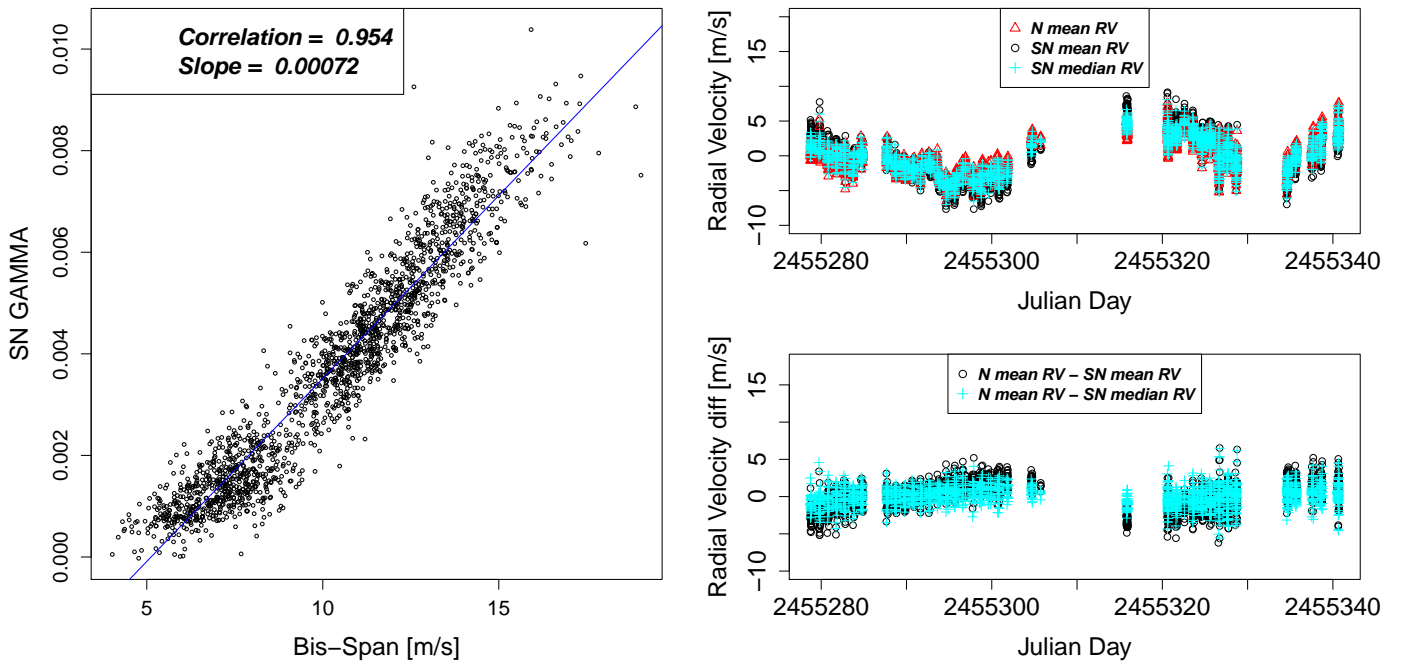 Correlation = 0.954
Slope = 0.00072
SN GAMMA
0.000
0.002
0.004
0.006
0.008
0.010
5
10
15
Bis−Span [m/s]
N mean RV
SN mean RV
SN median RV
Radial Velocity [m/s]
−10
0
5
15
2455280
2455300
2455320
2455340
Julian Day
N mean RV − SN mean RV
N mean RV − SN median RV
Radial Velocity diff [m/s]
−10
0
5
15
2455280
2455300
2455320
2455340
Julian Day